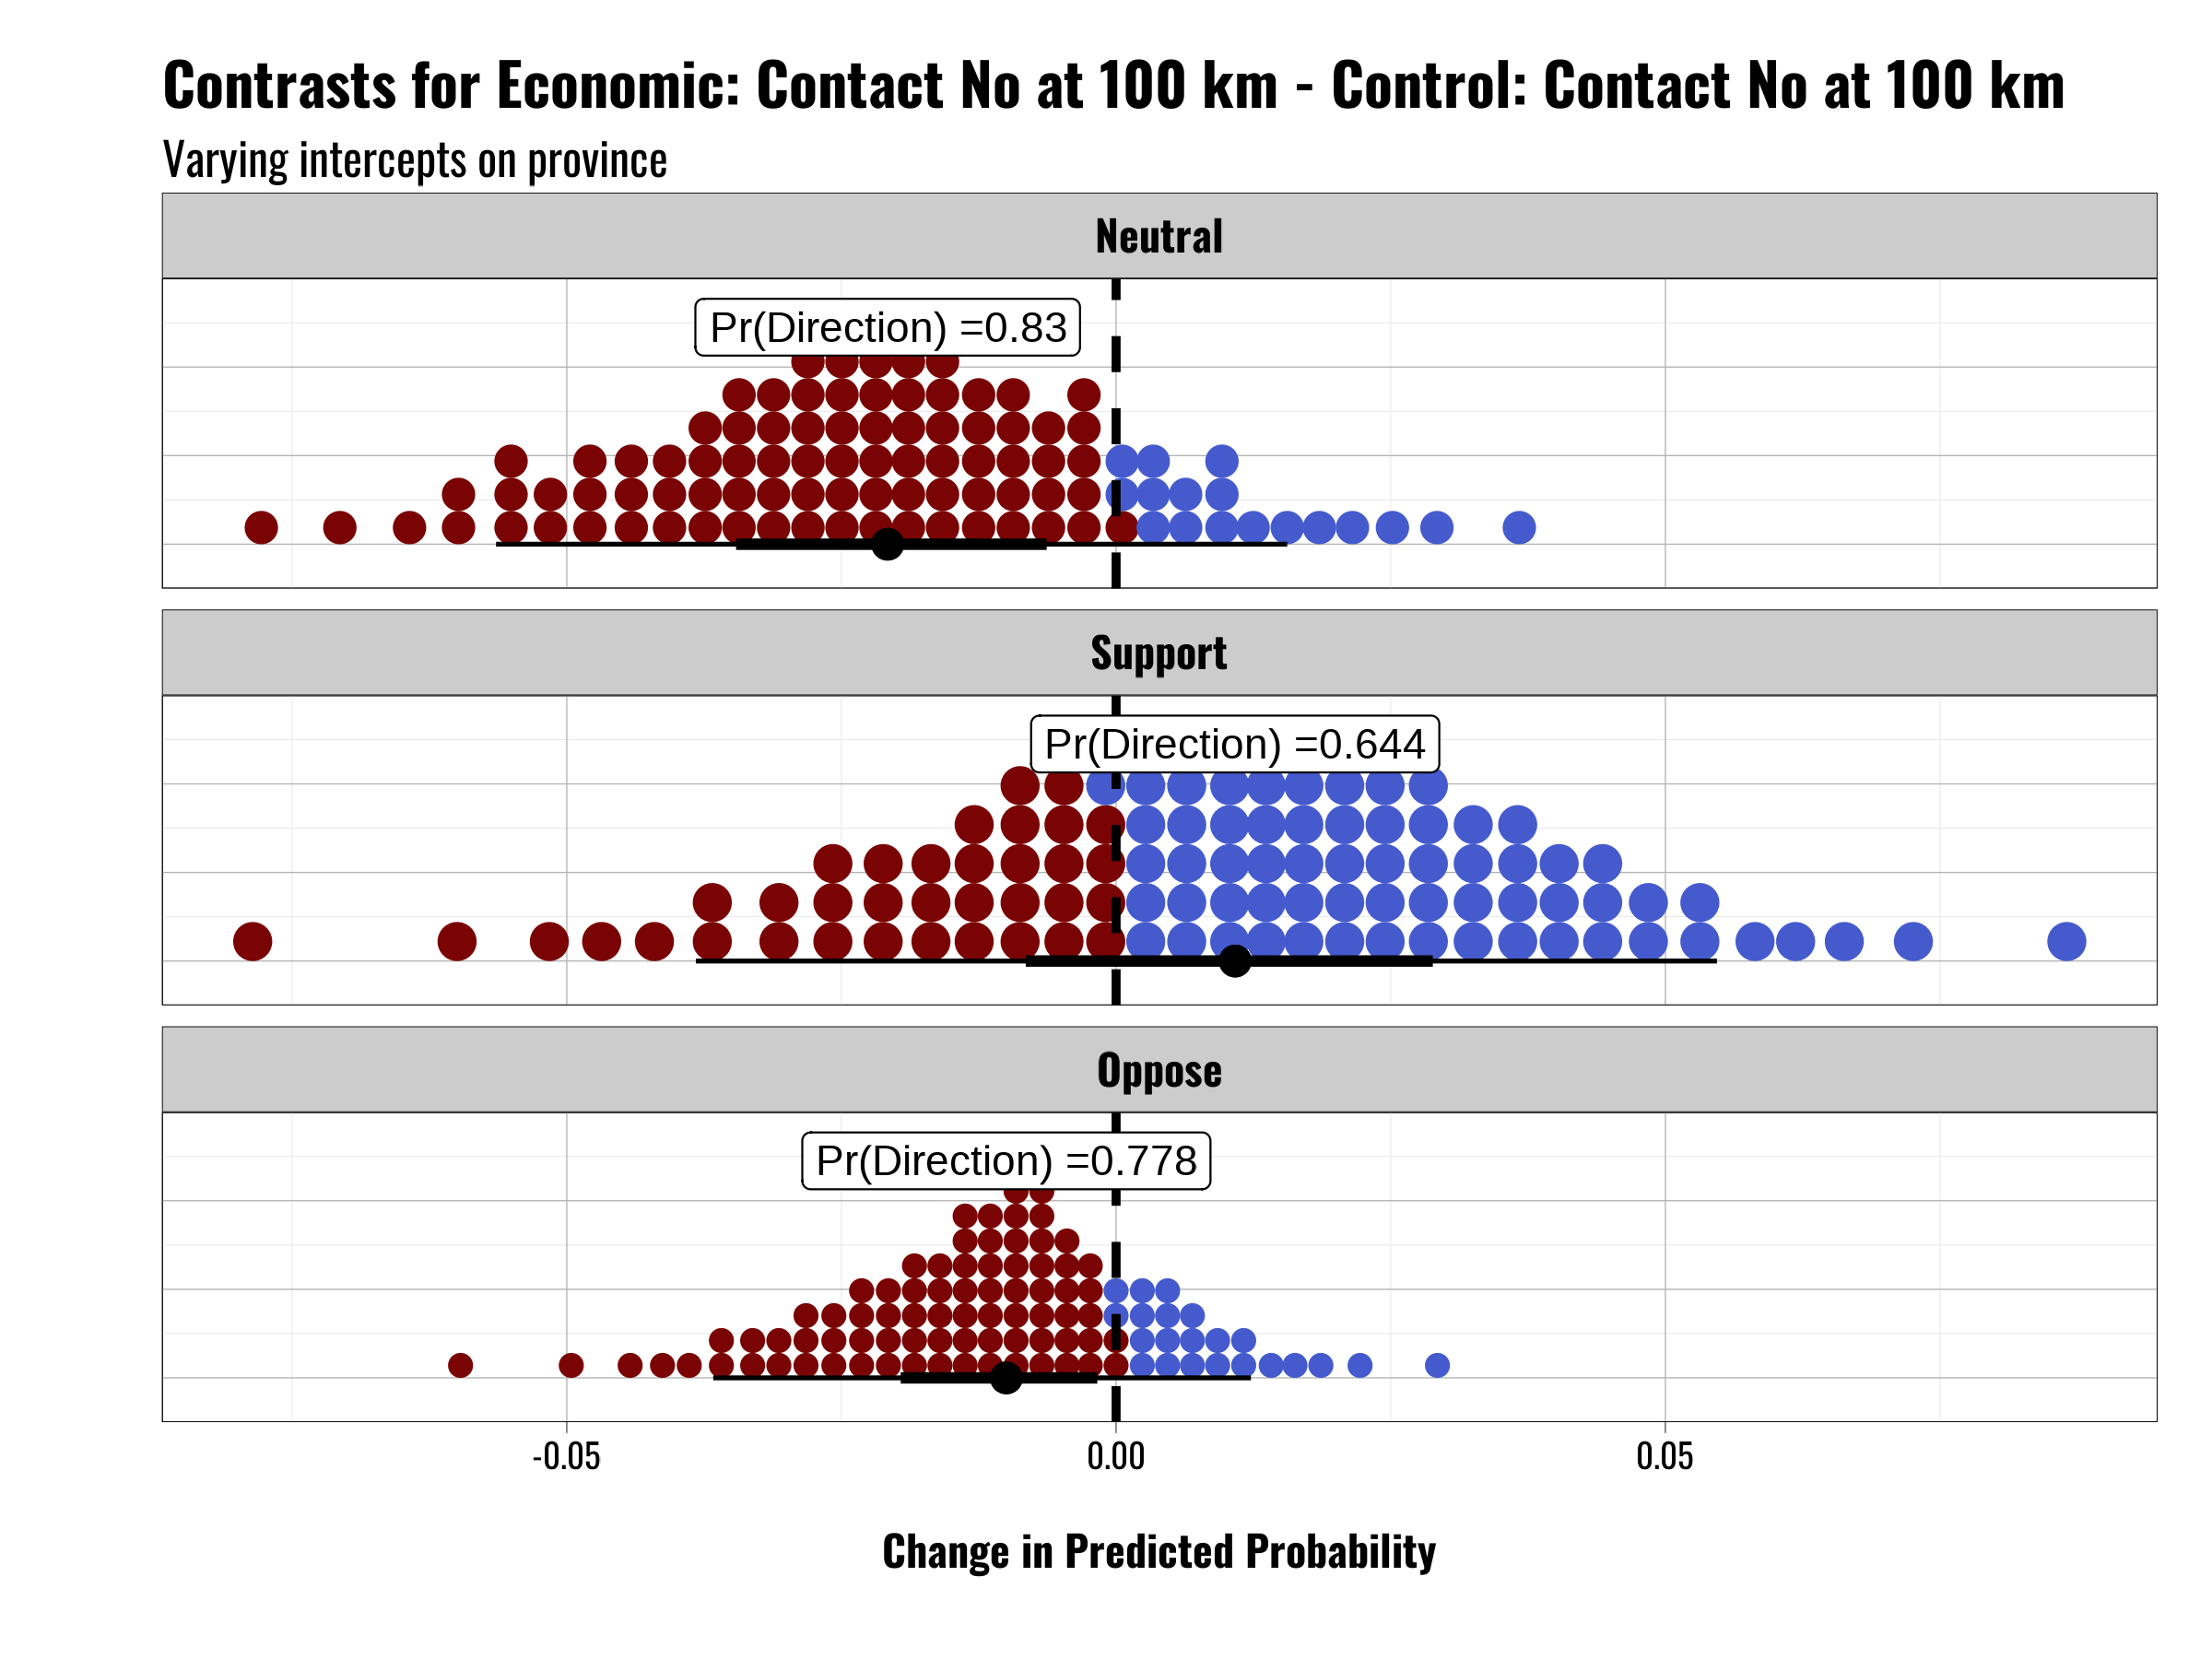 Contrasts for Economic: Contact No at 100 km - Control: Contact No at 100 km
Varying intercepts on province
Neutral
Pr(Direction) =0.83
Support
Pr(Direction) =0.644
Oppose
Pr(Direction) =0.778
-0.05 0.00 0.05
Change in Predicted Probability